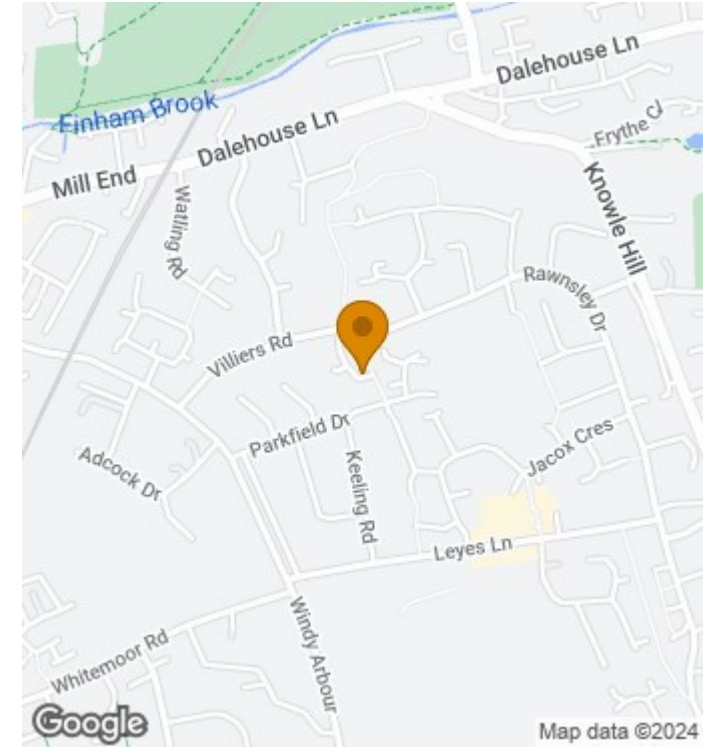 Dalehouse Ln
Finham Brook
Dalehouse Ln
Frythe Cl
Mill End
Watling Rd
Knowle Hill
Rawnsley Dr
Villiers Rd
Parkfield Dr
Jacox Cres
Adcock Dr
Keeling Rd
Leyes Ln
Windy Arbour
Whitemoor Rd
Google
Map data ©2024